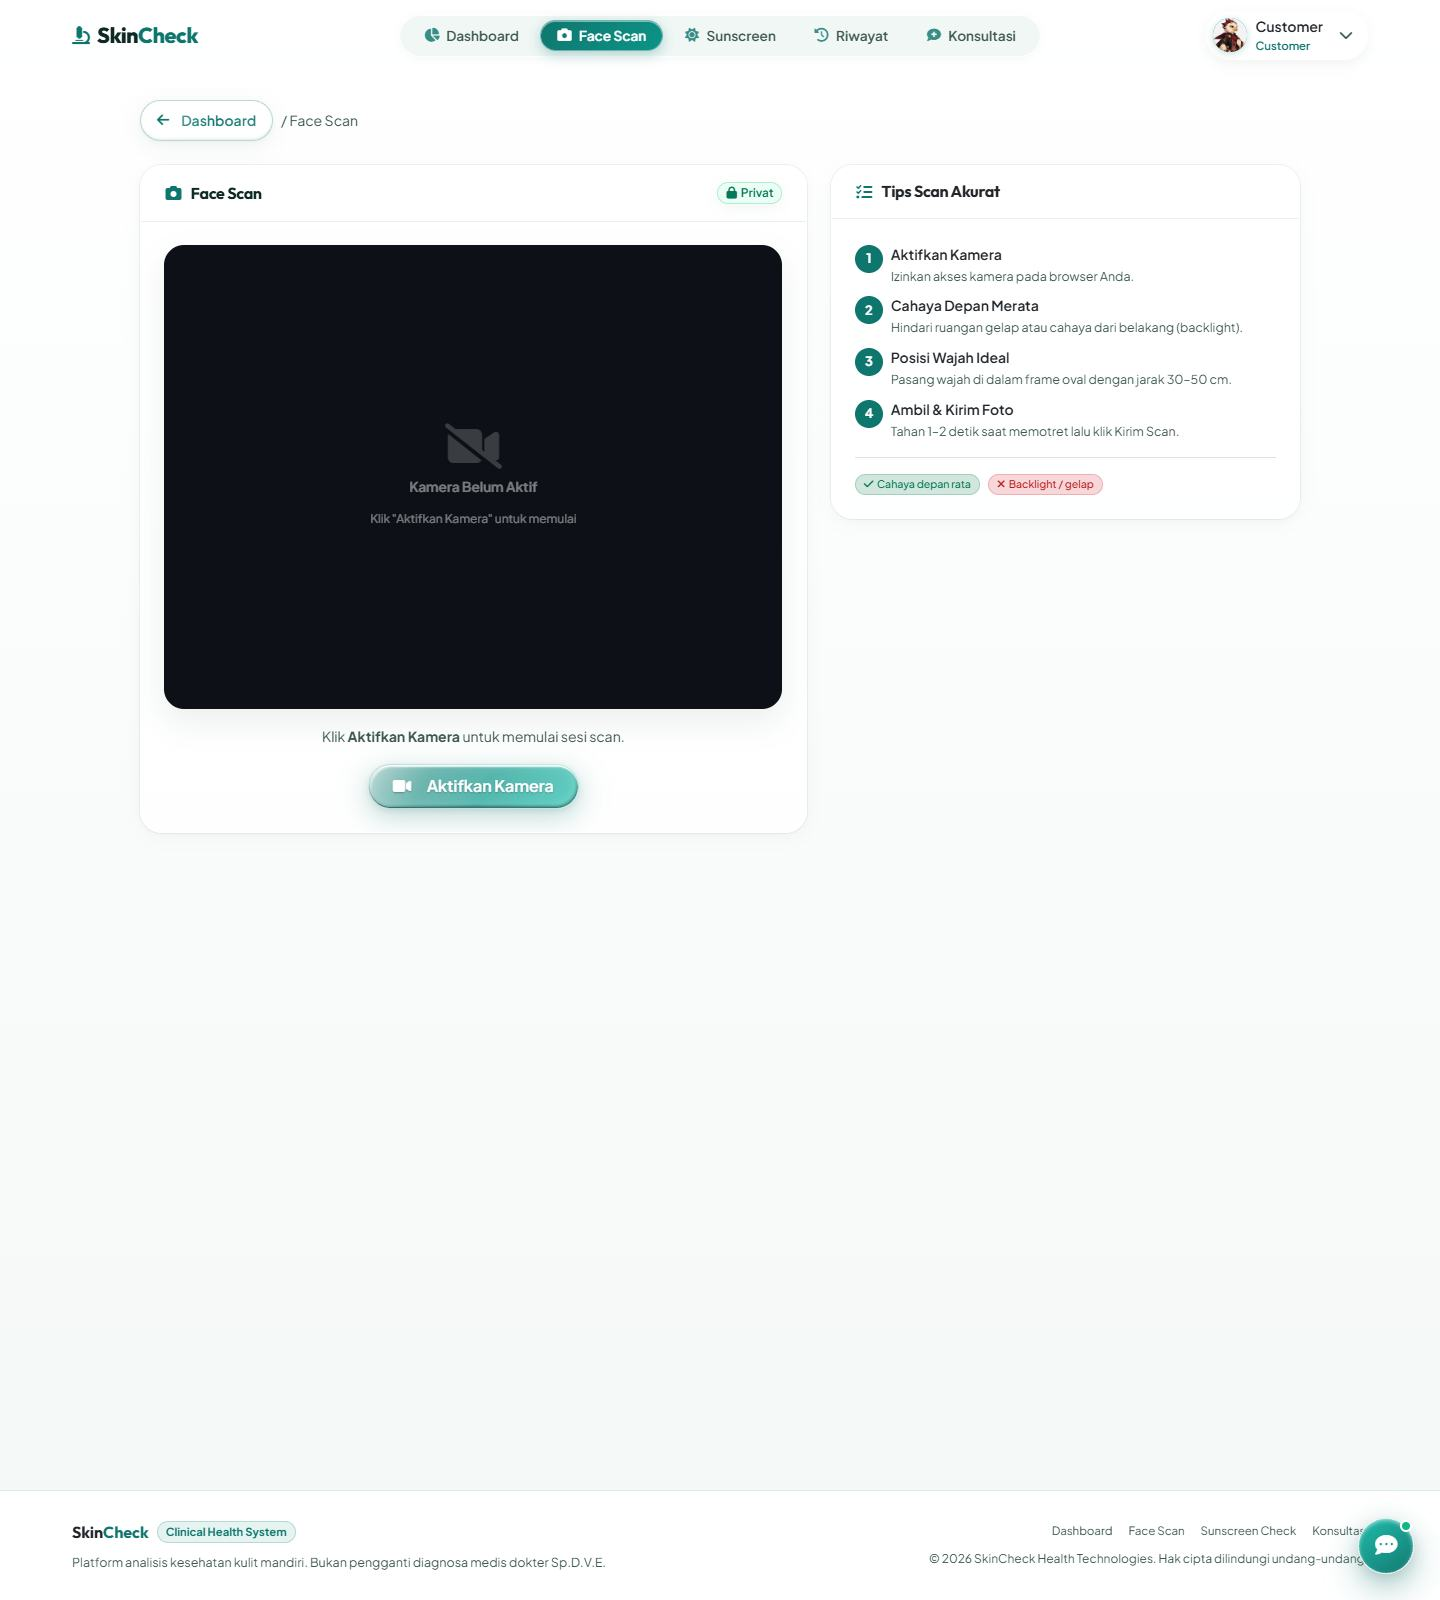 SkinCheck
Dashboard
Face Scan
Sunscreen
Riwayat
Konsultasi
Customer
Customer
Dashboard
/ Face Scan
Face Scan
Privat
Kamera Belum Aktif
Klik "Aktifkan Kamera" untuk memulai
Klik Aktifkan Kamera untuk memulai sesi scan.
Aktifkan Kamera
Tips Scan Akurat
1
Aktifkan Kamera
Izinkan akses kamera pada browser Anda.
2
Cahaya Depan Merata
Hindari ruangan gelap atau cahaya dari belakang (backlight).
3
Posisi Wajah Ideal
Pasang wajah di dalam frame oval dengan jarak 30–50 cm.
4
Ambil & Kirim Foto
Tahan 1–2 detik saat memotret lalu klik Kirim Scan.
Cahaya depan rata
Backlight / gelap
SkinCheck
Clinical Health System
Platform analisis kesehatan kulit mandiri. Bukan pengganti diagnosa medis dokter Sp.D.V.E.
Dashboard
Face Scan
Sunscreen Check
© 2026 SkinCheck Health Technologies. Hak cipta dilindungi undang-undang